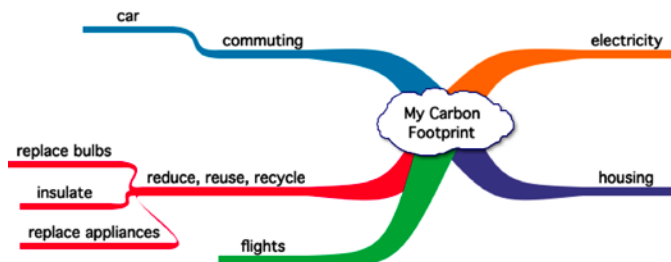 car
commuting
electricity
My Carbon
Footprint
replace bulbs
reduce, reuse, recycle
housing
insulate
replace appliances
flights